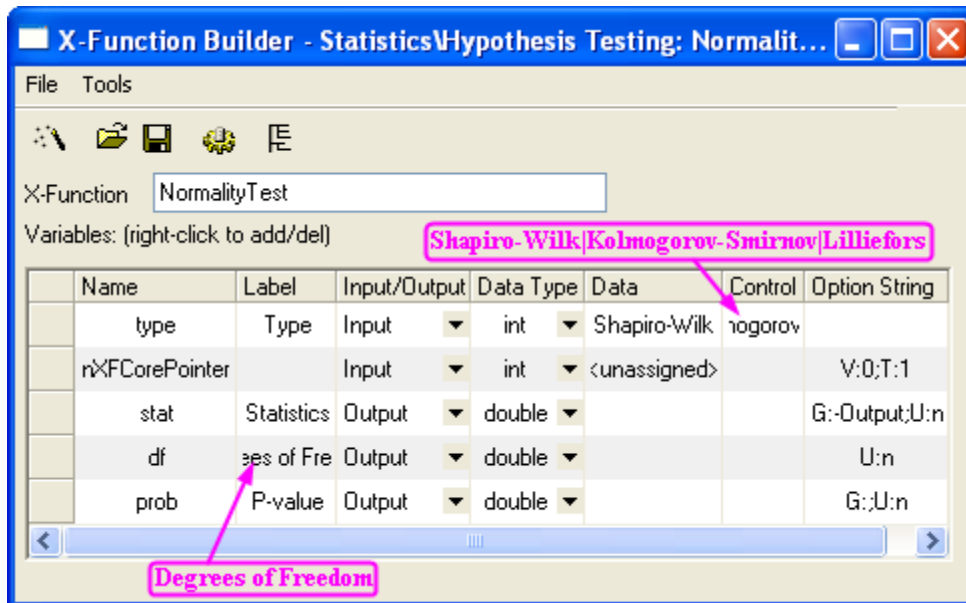 X-Function Builder - Statistics\Hypothesis Testing: Normalit...
File Tools
X-Function NormalityTest
Variables: (right-click to add/del)
Shapiro-Wilk|Kolmogorov-Smirnov|Lilliefors
Name Label Input/Output Data Type Data Control Option String
type Type Input int Shapiro-Wilk nogorov
nXFCorePointer Input int <unassigned> V:0;T:1
stat Statistics Output double G:-Output;U:n
df ees of Fre Output double U:n
prob P-value Output double G:;U:n
Degrees of Freedom